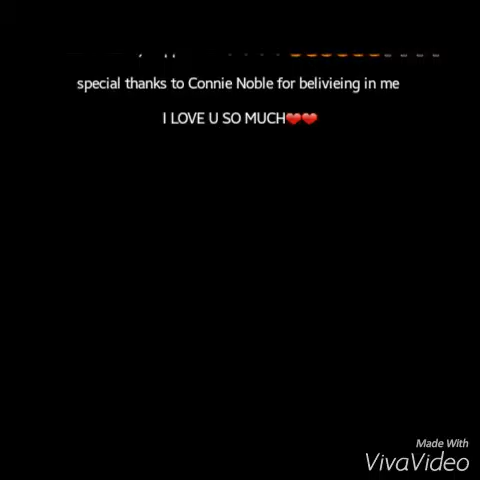 special thanks to Connie Noble for belivieing in me
I LOVE U SO MUCH❤️❤️
Made With
VivaVideo